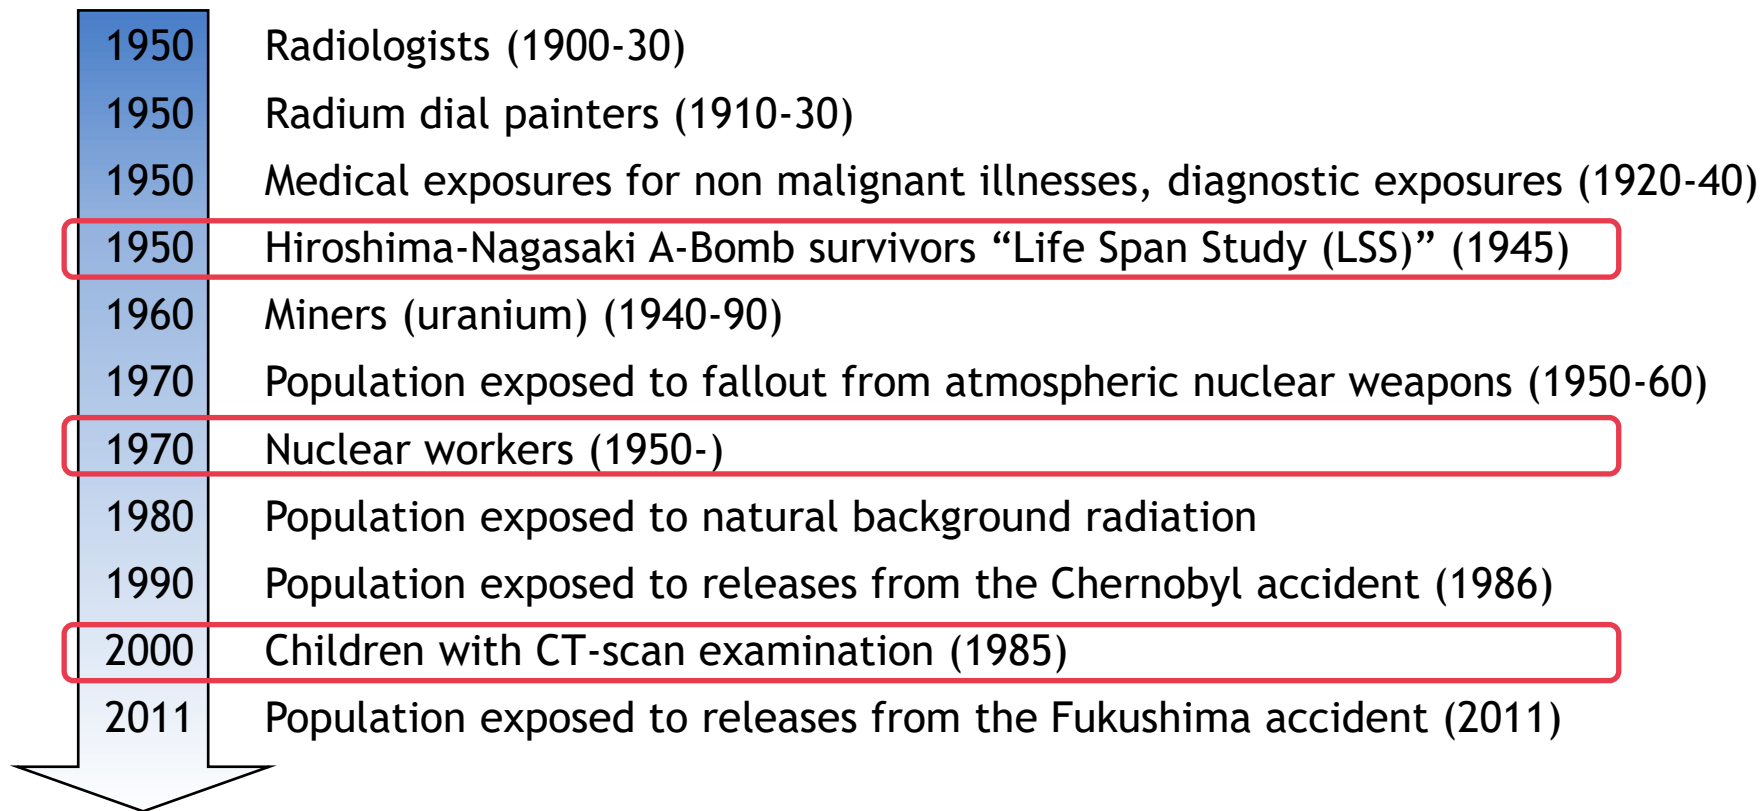 1950 Radiologists (1900-30)
1950 Radium dial painters (1910-30)
1950 Medical exposures for non malignant illnesses, diagnostic exposures (1920-40)
1950 Hiroshima-Nagasaki A-Bomb survivors “Life Span Study (LSS)” (1945)
1960 Miners (uranium) (1940-90)
1970 Population exposed to fallout from atmospheric nuclear weapons (1950-60)
1970 Nuclear workers (1950-)
1980 Population exposed to natural background radiation
1990 Population exposed to releases from the Chernobyl accident (1986)
2000 Children with CT-scan examination (1985)
2011 Population exposed to releases from the Fukushima accident (2011)